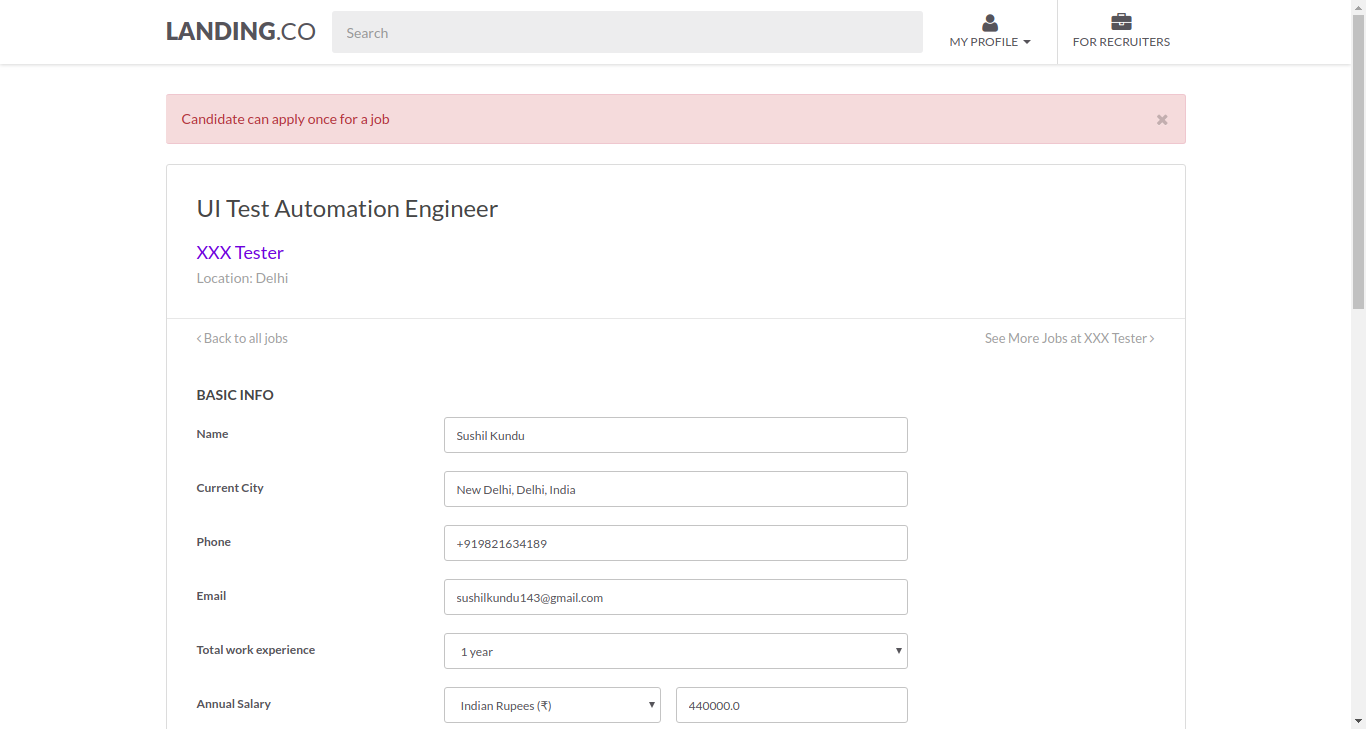 LANDING.CO
Search
MY PROFILE
FOR RECRUITERS
Candidate can apply once for a job
×
UI Test Automation Engineer
XXX Tester
Location: Delhi
‹ Back to all jobs
See More Jobs at XXX Tester ›
BASIC INFO
Name
Sushil Kundu
Current City
New Delhi, Delhi, India
Phone
+919821634189
Email
sushilkundu143@gmail.com
Total work experience
1 year
Annual Salary
Indian Rupees (₹)
440000.0